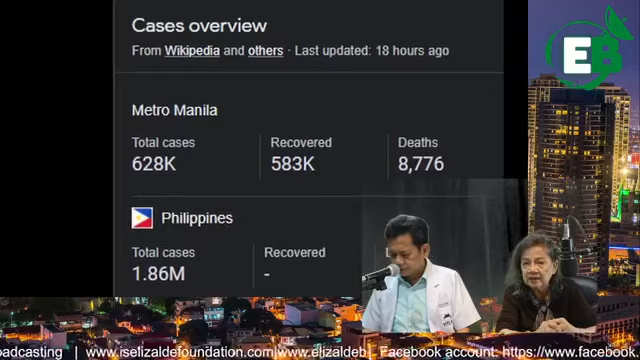 Cases overview
From Wikipedia and others · Last updated: 18 hours ago
Metro Manila
Total cases
Recovered
Deaths
628K
583K
8,776
Philippines
Total cases
Recovered
1.86M
-
EB
oadcasting | www.iselizaldefoundation.com/www.elizaldeb | Facebook account: https://www.facebo